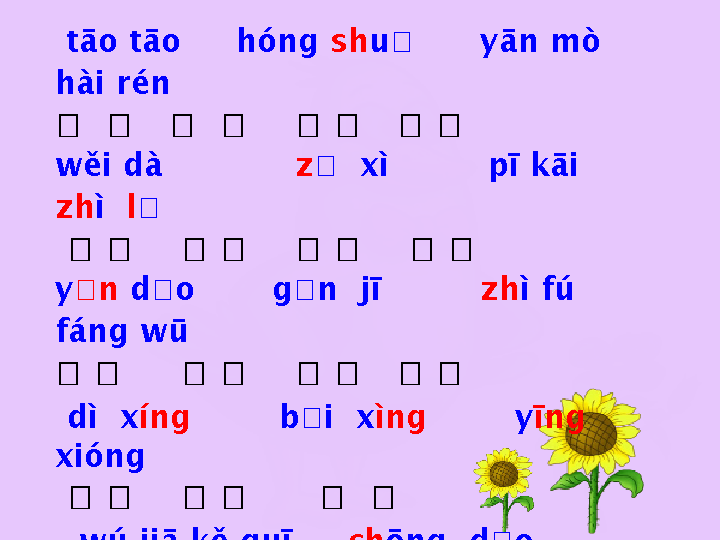 tāo tāo hóng shu□ yān mò
hài rén
□ □ □ □ □ □ □ □
wěi dà z□ xì pī kāi
zhì l□
□ □ □ □ □ □ □ □
y□n d□o g□n jī zhì fú
fáng wū
□ □ □ □ □ □ □ □
dì xíng b□i xìng yīng
xióng
□ □ □ □ □ □
wú jiā kě guī shāng d□o